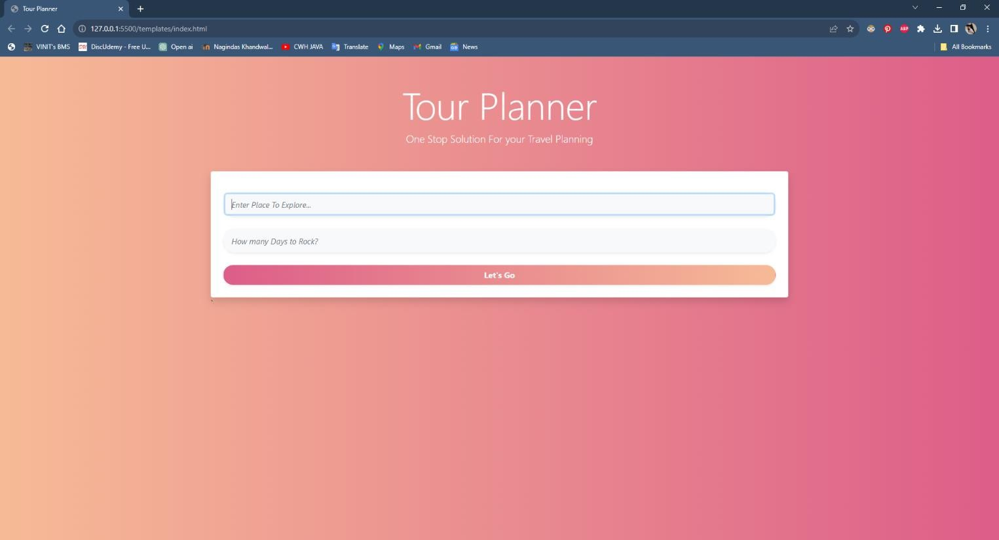 Tour Planner
127.0.0.1:5500/templates/index.html
ABP
VINIT's BMS
DiscUdemy - Free U...
Open ai
Nagindas Khandwal...
CWH JAVA
Translate
Maps
Gmail
News
All Bookmarks
Tour Planner
One Stop Solution For your Travel Planning
Enter Place To Explore...
How many Days to Rock?
Let's Go